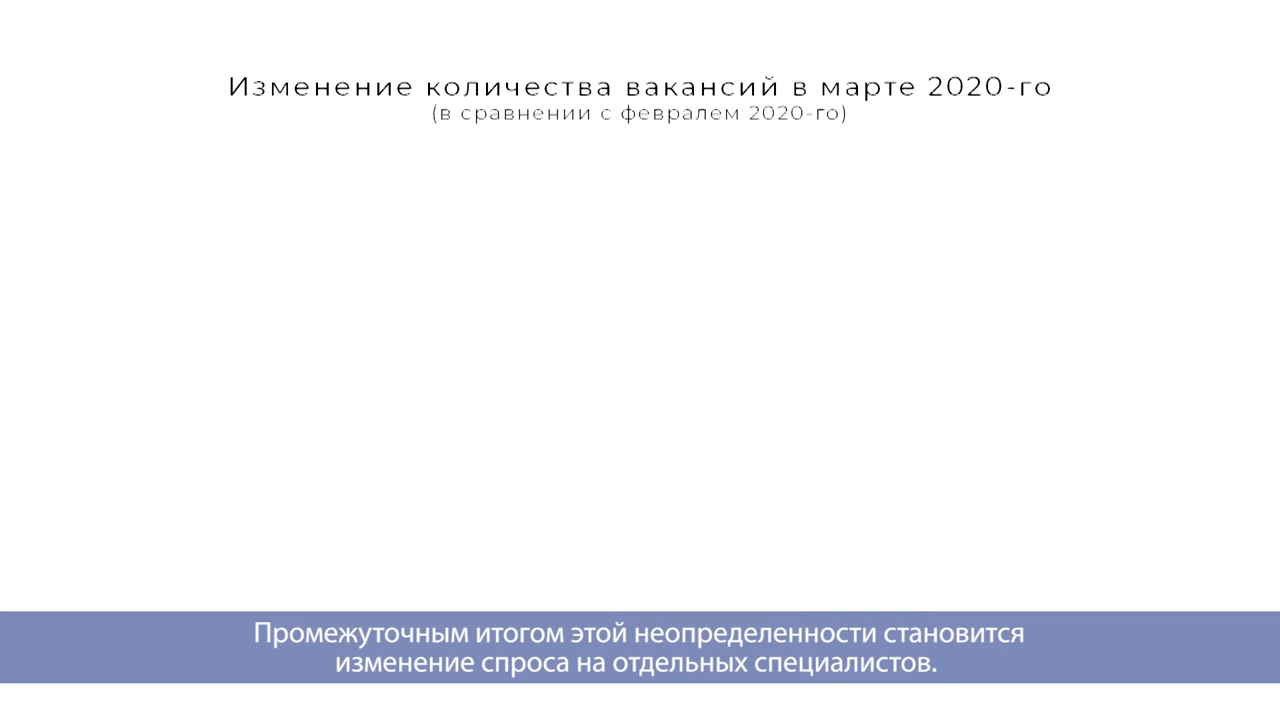 Изменение количества вакансий в марте 2020-го
(в сравнении с февралем 2020-го)
Промежуточным итогом этой неопределенности становится
изменение спроса на отдельных специалистов.